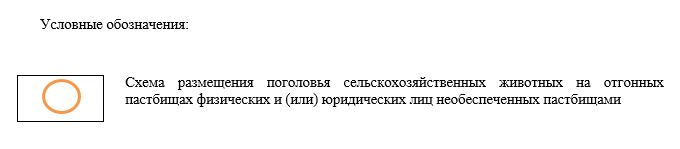 Условные обозначения:
Схема размещения поголовья сельскохозяйственных животных на отгонных
пастбищах физических и (или) юридических лиц необеспеченных пастбищами